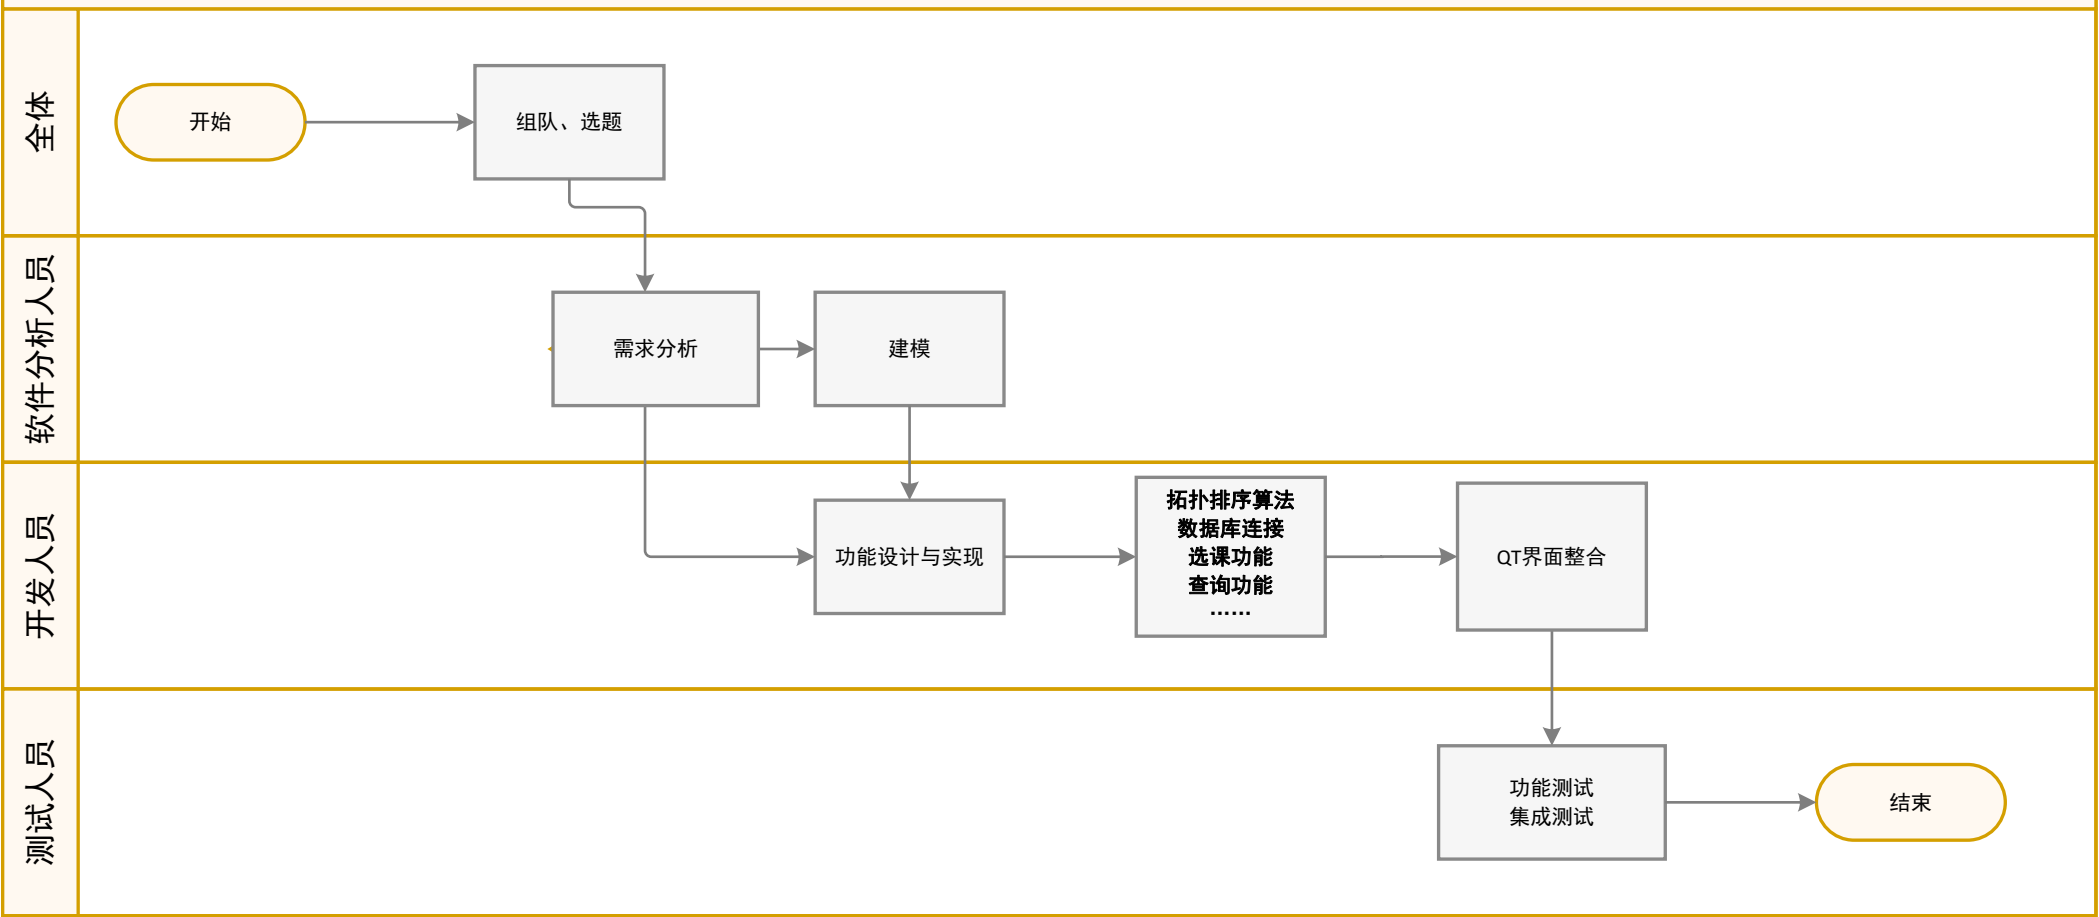 全体
开始
组队、选题
软件分析人员
需求分析
建模
开发人员
功能设计与实现
拓扑排序算法
数据库连接
选课功能
查询功能
……
QT界面整合
测试人员
功能测试
集成测试
结束